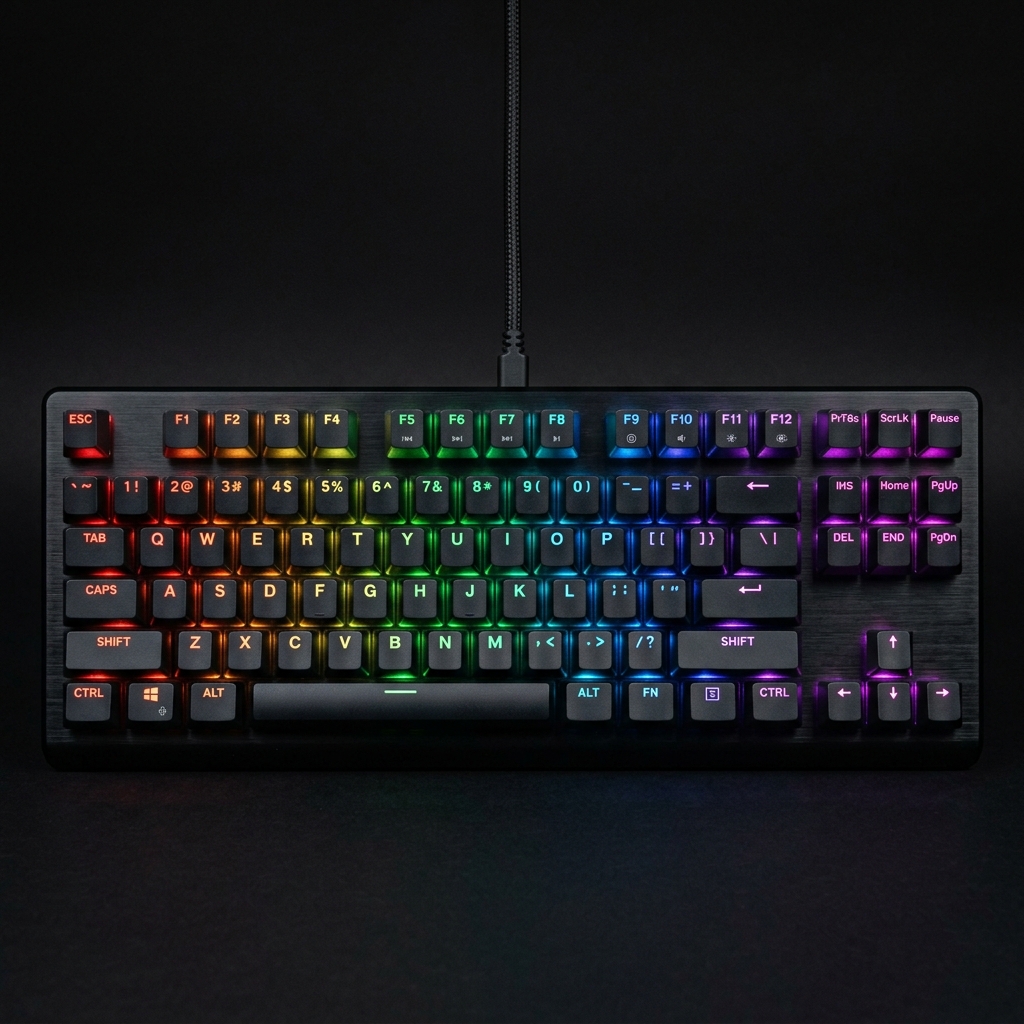 ESC F1 F2 F3 F4 F5 F6 F7 F8 F9 F10 F11 F12 PrT8s ScrLk Pause
`~ 1! 2@ 3# 4$ 5% 6^ 7& 8* 9( 0) -_ =+ ← IHS Home PgUp
TAB Q W E R T Y U I O P [{ ]} \| DEL END PgDn
CAPS A S D F G H J K L ;: '" ↵
SHIFT Z X C V B N M ,< .> /? SHIFT ↑
CTRL ALT ALT FN CTRL ← ↓ →